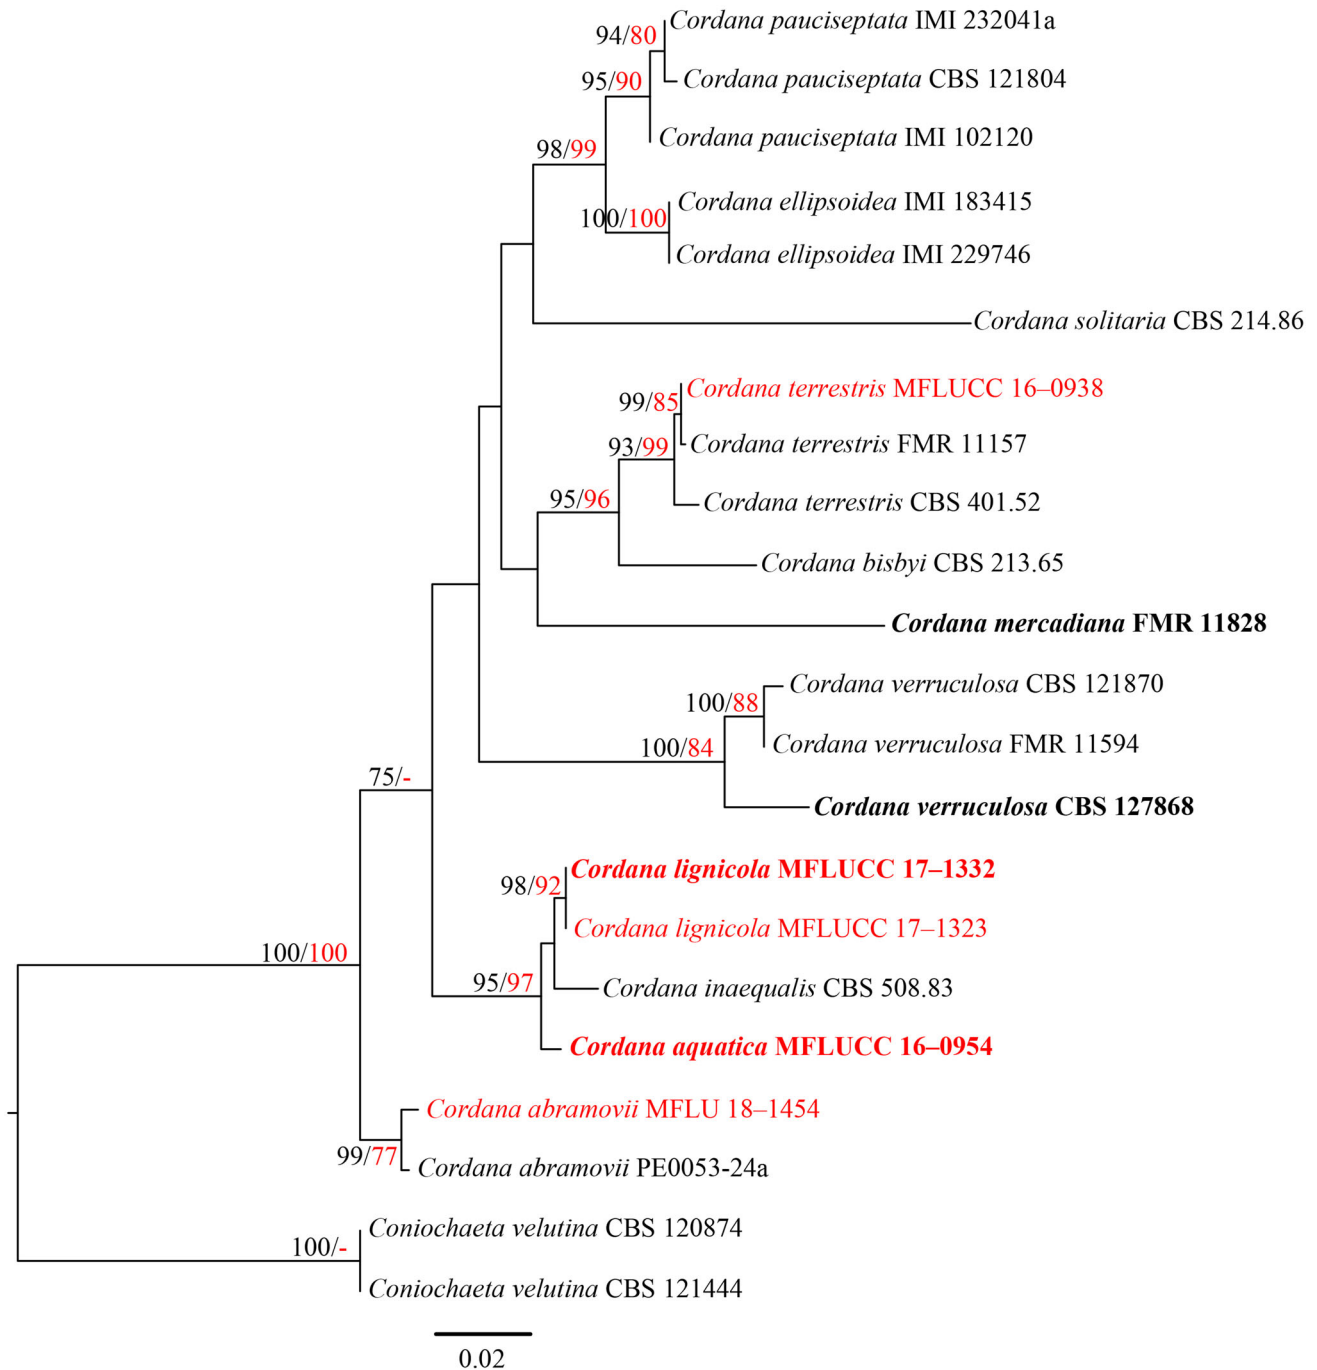 Cordana pauciseptata IMI 232041a
94/80
Cordana pauciseptata CBS 121804
95/90
Cordana pauciseptata IMI 102120
98/99
Cordana ellipsoidea IMI 183415
100/100
Cordana ellipsoidea IMI 229746
Cordana solitaria CBS 214.86
Cordana terrestris MFLUCC 16–0938
99/85
Cordana terrestris FMR 11157
93/99
95/96
Cordana terrestris CBS 401.52
Cordana bisbyi CBS 213.65
Cordana mercadiana FMR 11828
Cordana verruculosa CBS 121870
100/88
Cordana verruculosa FMR 11594
100/84
75/-
Cordana verruculosa CBS 127868
Cordana lignicola MFLUCC 17–1332
98/92
Cordana lignicola MFLUCC 17–1323
100/100
95/97
Cordana inaequalis CBS 508.83
Cordana aquatica MFLUCC 16–0954
Cordana abramovii MFLU 18–1454
99/77
Cordana abramovii PE0053-24a
Coniochaeta velutina CBS 120874
100/-
Coniochaeta velutina CBS 121444
0.02